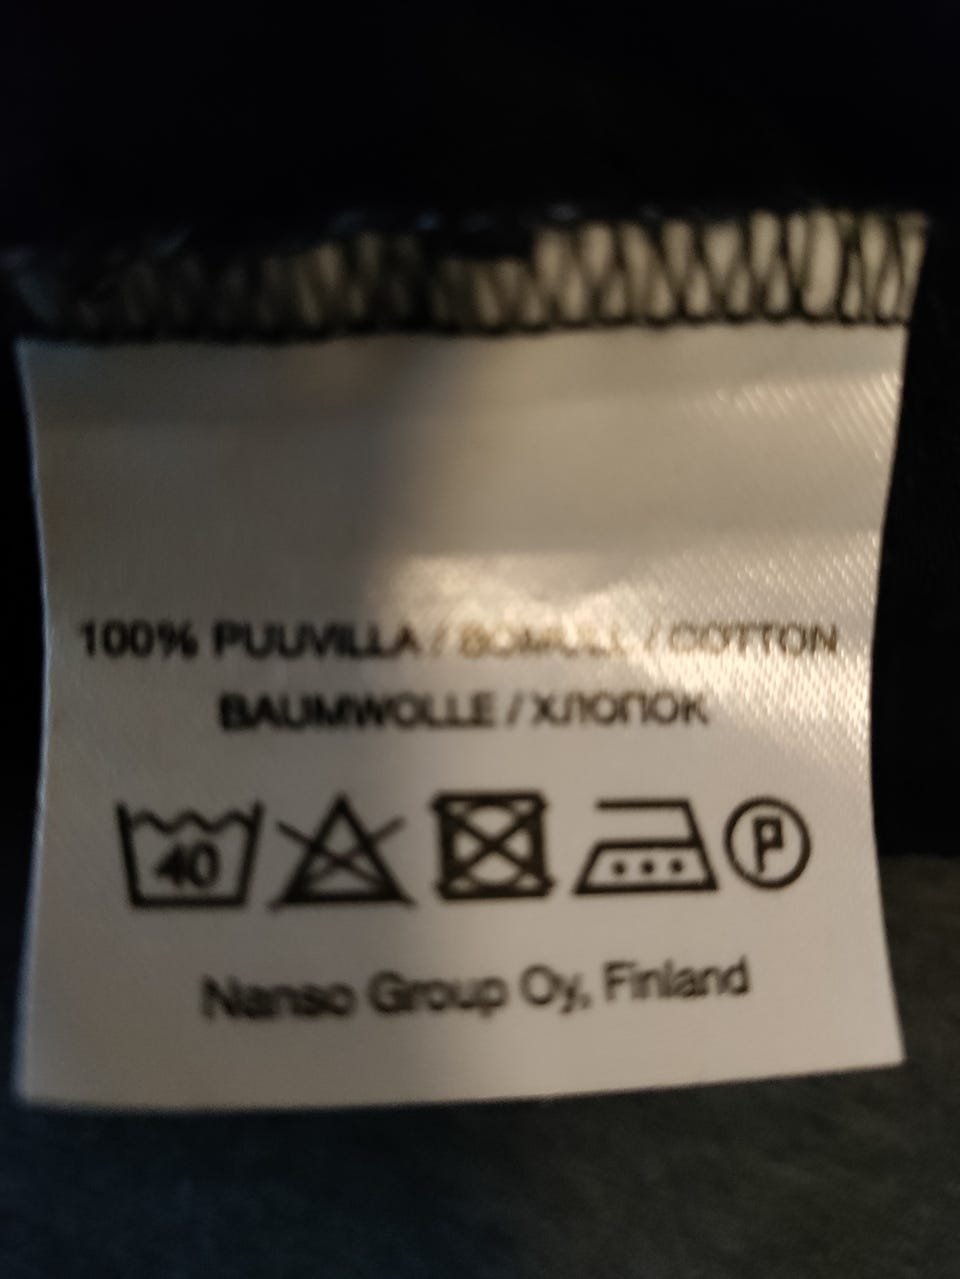 100% PUUVILLA / BOMULL / COTTON
BAUMWOLLE / ХЛОПОК
40 P
Nanso Group Oy, Finland